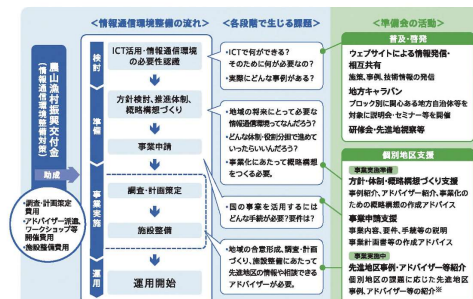 ＜情報通信環境整備の流れ＞
＜各段階で生じる課題＞
＜準備会の活動＞
農山漁村振興交付金
（情報通信環境整備対策）
助成
・調査・計画策定
費用
・アドバイザー派遣、
ワークショップ等
開催費用
・施設整備費用
検討
準備
事業実施
運用
ICT活用・情報通信環境
の必要性認識
方針検討、推進体制、
概略構想づくり
事業申請
調査・計画策定
施設整備
運用開始
・ICTで何ができる？
そのために何が必要なの？
・実際にどんな事例がある？
・地域の将来にとって必要な
情報通信環境ってなんだろう？
・どんな体制・役割分担で進めて
いったらいいんだろう？
・事業化にあたって概略構想
をつくる必要。
・国の事業を活用するには
どんな手続が必要？要件は？
・地域の合意形成、調査・計画
づくり、施設整備にあたって
先進地区の情報や相談できる
アドバイザーが必要。
普及・啓発
ウェブサイトによる情報発信・
相互共有
施策、事例、技術情報の発信
地方キャラバン
ブロック別に関心ある地方自治体等を
対象に説明会・セミナー等を開催
研修会・先進地視察等
個別地区支援
事業実施準備
方針・体制・概略構想づくり支援
事例紹介、アドバイザー紹介、事業化の
ための概略構想の作成アドバイス
事業申請支援
事業内容、要件、手続等の説明
事業計画書等の作成アドバイス
事業実施中
先進地区事例・アドバイザー等紹介
個別地区の課題に応じた先進地区
事例、アドバイザー等の紹介※